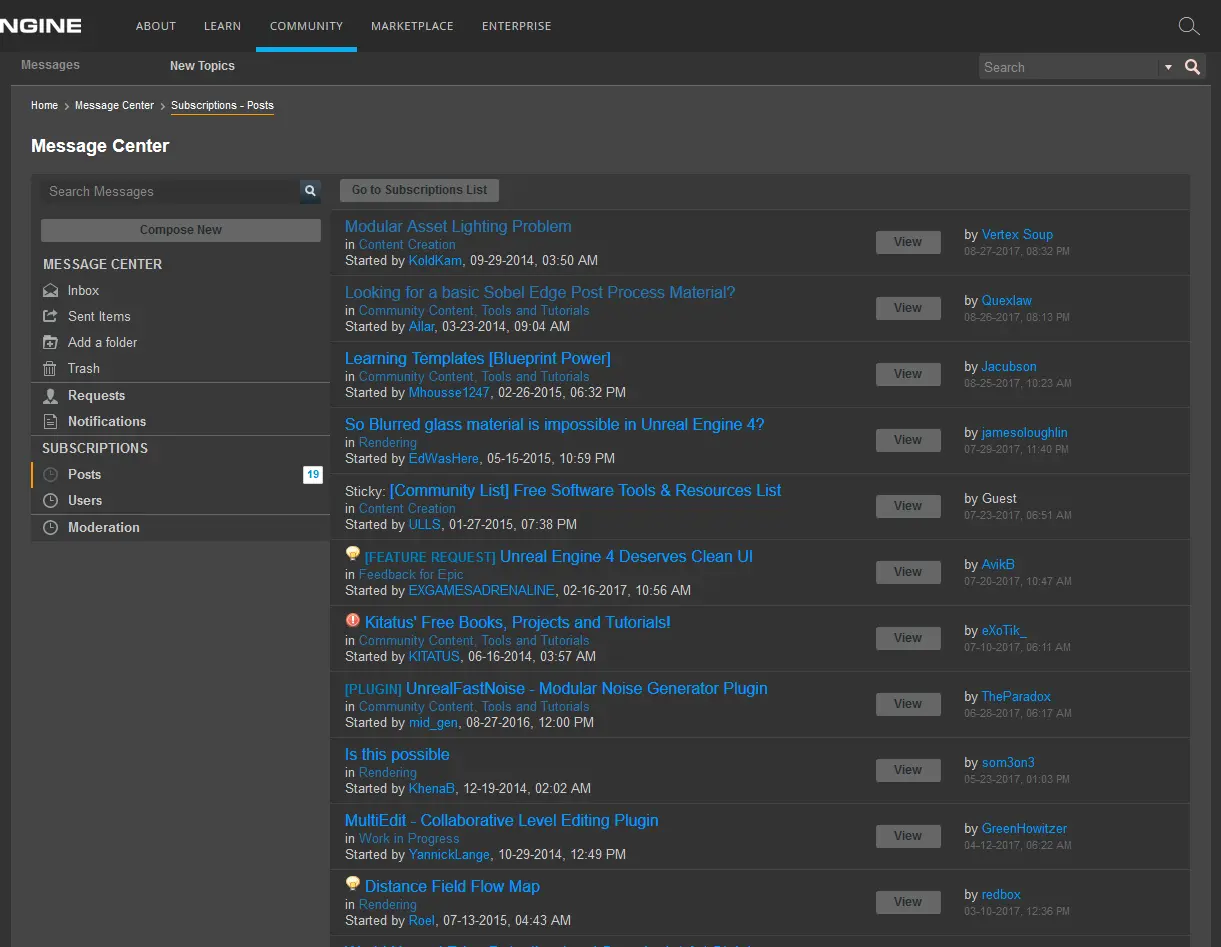 NGINE
ABOUT LEARN COMMUNITY MARKETPLACE ENTERPRISE
Messages New Topics Search
Home > Message Center > Subscriptions - Posts
Message Center
Search Messages
Compose New
MESSAGE CENTER
Inbox
Sent Items
Add a folder
Trash
Requests
Notifications
SUBSCRIPTIONS
Posts 19
Users
Moderation
Go to Subscriptions List
Modular Asset Lighting Problem
in Content Creation
Started by KoldKam, 09-29-2014, 03:50 AM
View
by Vertex Soup
08-27-2017, 08:32 PM
Looking for a basic Sobel Edge Post Process Material?
in Community Content, Tools and Tutorials
Started by Allar, 03-23-2014, 09:04 AM
View
by Quexlaw
08-26-2017, 08:13 PM
Learning Templates [Blueprint Power]
in Community Content, Tools and Tutorials
Started by Mhousse1247, 02-26-2015, 06:32 PM
View
by Jacubson
08-25-2017, 10:23 AM
So Blurred glass material is impossible in Unreal Engine 4?
in Rendering
Started by EdWasHere, 05-15-2015, 10:59 PM
View
by jamesoloughlin
07-29-2017, 11:40 PM
Sticky: [Community List] Free Software Tools & Resources List
in Content Creation
Started by ULLS, 01-27-2015, 07:38 PM
View
by Guest
07-23-2017, 06:51 AM
[FEATURE REQUEST] Unreal Engine 4 Deserves Clean UI
in Feedback for Epic
Started by EXGAMESADRENALINE, 02-16-2017, 10:56 AM
View
by AvikB
07-20-2017, 10:47 AM
Kitatus' Free Books, Projects and Tutorials!
in Community Content, Tools and Tutorials
Started by KITATUS, 06-16-2014, 03:57 AM
View
by eXoTik_
07-10-2017, 06:11 AM
[PLUGIN] UnrealFastNoise - Modular Noise Generator Plugin
in Community Content, Tools and Tutorials
Started by mid_gen, 08-27-2016, 12:00 PM
View
by TheParadox
06-28-2017, 06:17 AM
Is this possible
in Rendering
Started by KhenaB, 12-19-2014, 02:02 AM
View
by som3on3
05-23-2017, 01:03 PM
MultiEdit - Collaborative Level Editing Plugin
in Work in Progress
Started by YannickLange, 10-29-2014, 12:49 PM
View
by GreenHowitzer
04-12-2017, 06:22 AM
Distance Field Flow Map
in Rendering
Started by Roel, 07-13-2015, 04:43 AM
View
by redbox
03-10-2017, 12:36 PM